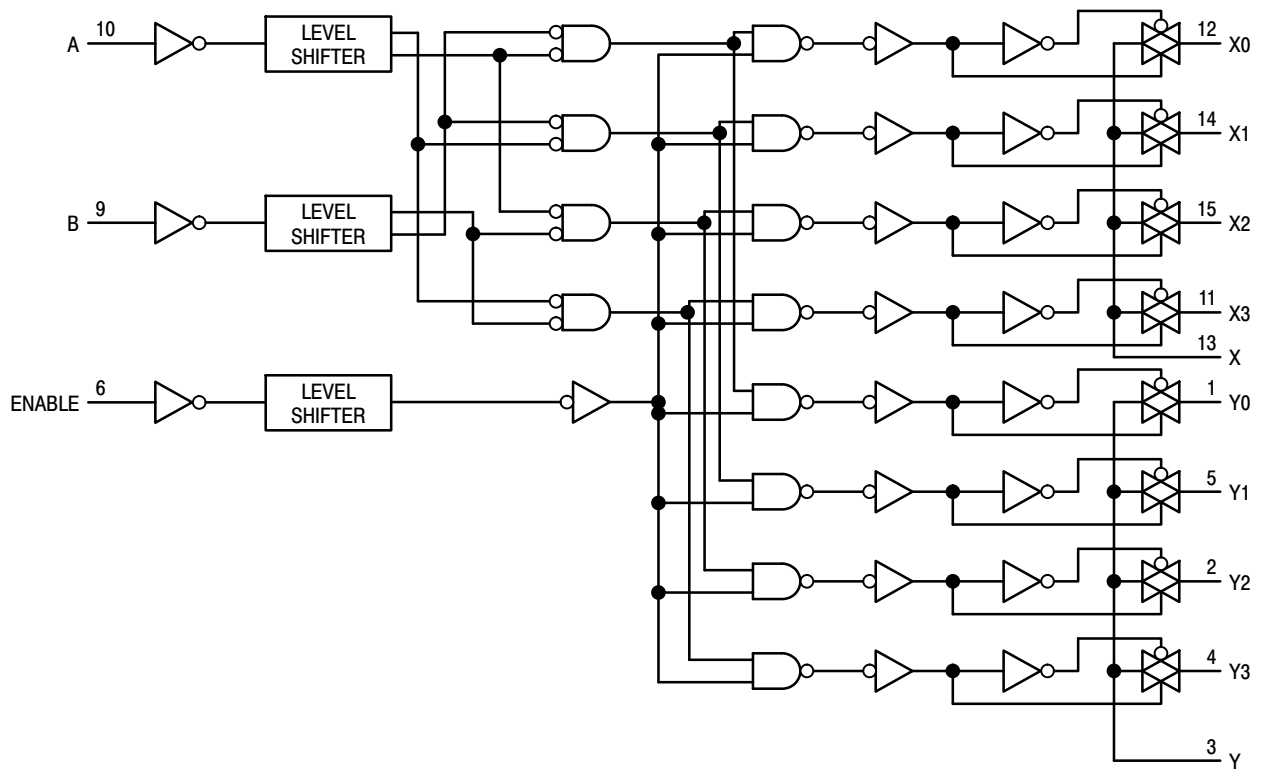 A 10 LEVEL SHIFTER 12 X0
14 X1
B 9 LEVEL SHIFTER 15 X2
11 X3
13 X
ENABLE 6 LEVEL SHIFTER 1 Y0
5 Y1
2 Y2
4 Y3
3 Y